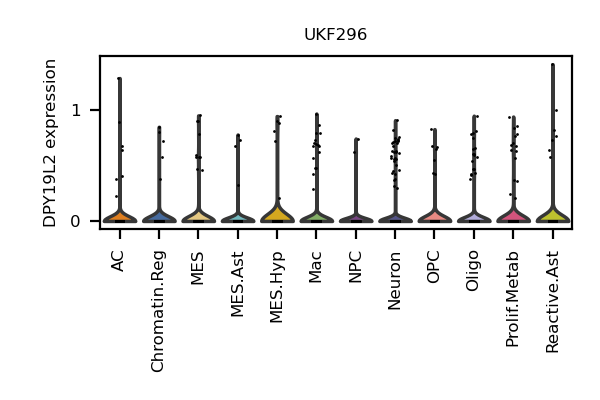 UKF296
DPY19L2 expression
1
0
AC
Chromatin.Reg
MES
MES.Ast
MES.Hyp
Mac
NPC
Neuron
OPC
Oligo
Prolif.Metab
Reactive.Ast